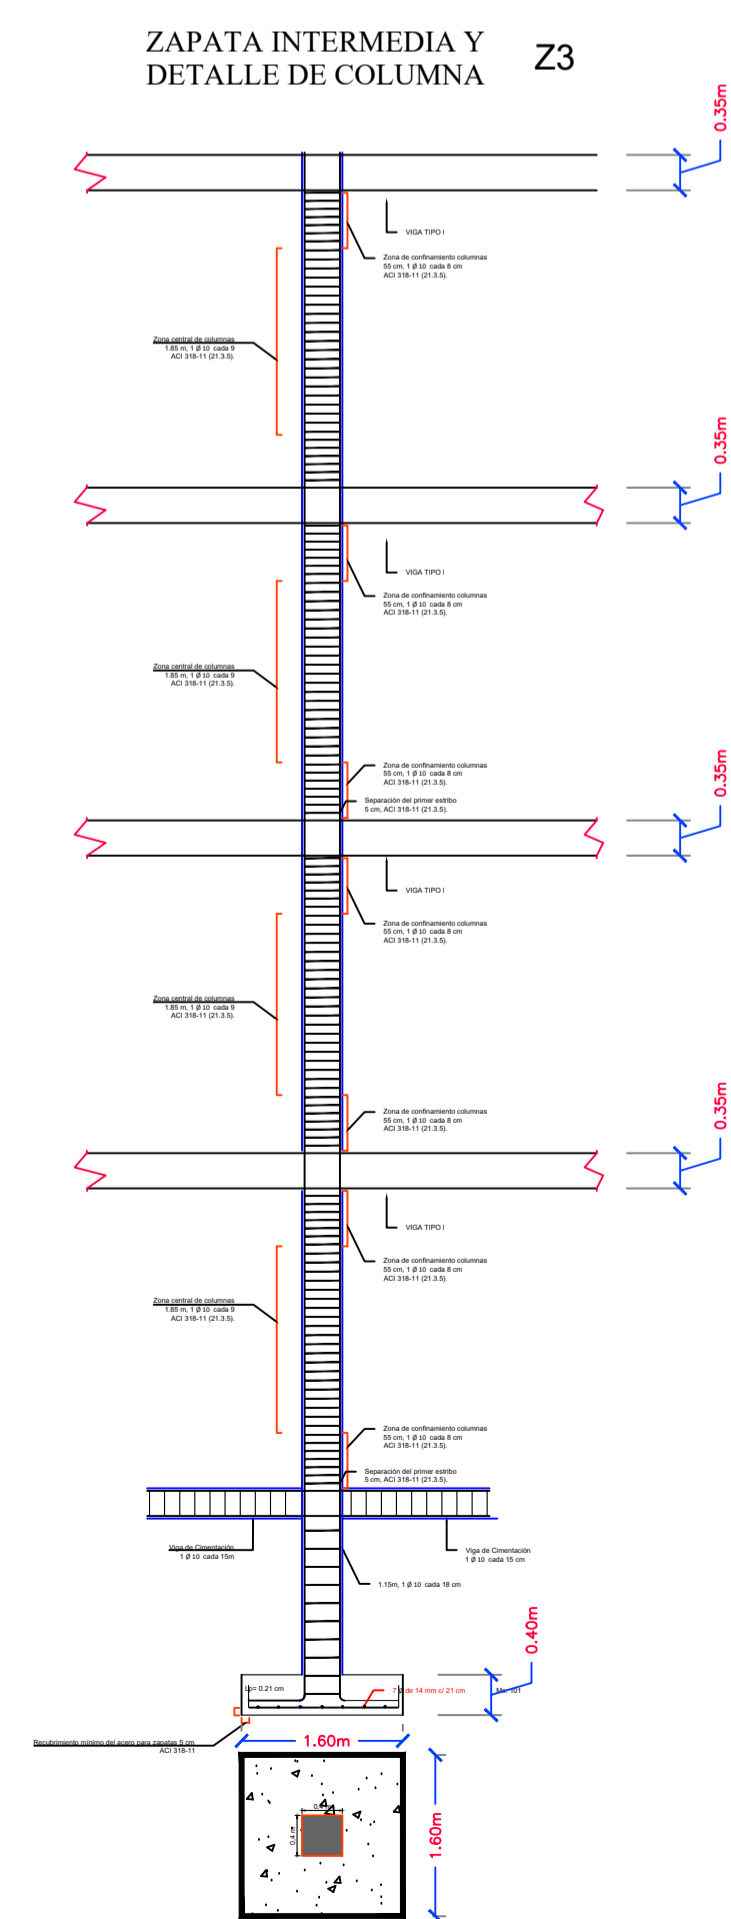 ZAPATA INTERMEDIA Y
DETALLE DE COLUMNA
Z3
0.35m
VIGA TIPO I
Zona de confinamiento columnas
55 cm, 1 Ø 10 cada 8 cm
ACI 318-11 (21.3.5).
Zona central de columnas
1.85 m, 1 Ø 10 cada 9
ACI 318-11 (21.3.5).
0.35m
VIGA TIPO I
Zona de confinamiento columnas
55 cm, 1 Ø 10 cada 8 cm
ACI 318-11 (21.3.5).
Zona central de columnas
1.85 m, 1 Ø 10 cada 9
ACI 318-11 (21.3.5).
Zona de confinamiento columnas
55 cm, 1 Ø 10 cada 8 cm
ACI 318-11 (21.3.5).
Separación del primer estribo
5 cm, ACI 318-11 (21.3.5).
0.35m
VIGA TIPO I
Zona de confinamiento columnas
55 cm, 1 Ø 10 cada 8 cm
ACI 318-11 (21.3.5).
Zona central de columnas
1.85 m, 1 Ø 10 cada 9
ACI 318-11 (21.3.5).
Zona de confinamiento columnas
55 cm, 1 Ø 10 cada 8 cm
ACI 318-11 (21.3.5).
0.35m
VIGA TIPO I
Zona de confinamiento columnas
55 cm, 1 Ø 10 cada 8 cm
ACI 318-11 (21.3.5).
Zona central de columnas
1.85 m, 1 Ø 10 cada 9
ACI 318-11 (21.3.5).
Zona de confinamiento columnas
55 cm, 1 Ø 10 cada 8 cm
ACI 318-11 (21.3.5).
Separación del primer estribo
5 cm, ACI 318-11 (21.3.5).
Viga de Cimentación
1 Ø 10 cada 15m
Viga de Cimentación
1 Ø 10 cada 15 cm
1.15m, 1 Ø 10 cada 18 cm
0.40m
= 0.21 cm
7 Ø de 14 mm c/ 21 cm
101
Recubrimiento mínimo del acero para zapatas 5 cm
ACI 318-11
1.60m
0.4 m
1.60m